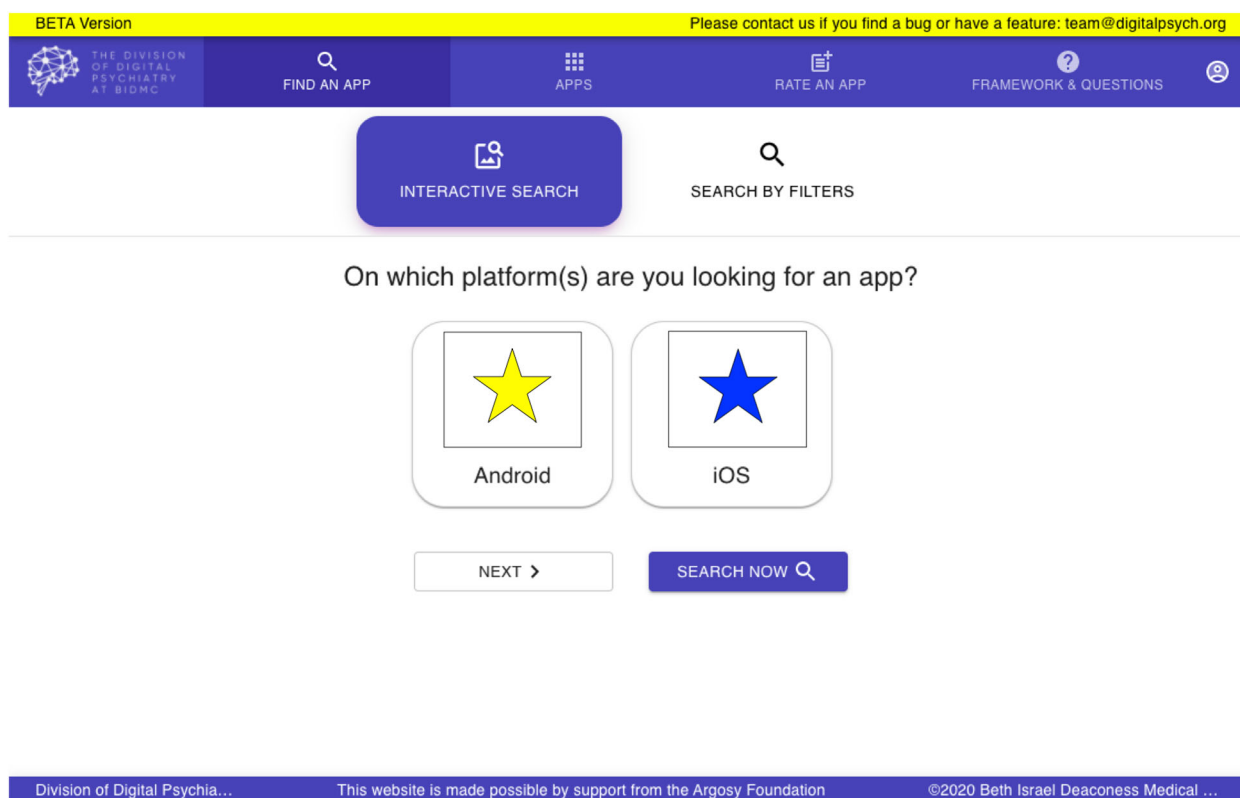 BETA Version
Please contact us if you find a bug or have a feature: team@digitalpsych.org
THE DIVISION
OF DIGITAL
PSYCHIATRY
AT BIDMC
FIND AN APP
APPS
RATE AN APP
FRAMEWORK & QUESTIONS
INTERACTIVE SEARCH
SEARCH BY FILTERS
On which platform(s) are you looking for an app?
Android
iOS
NEXT
SEARCH NOW
Division of Digital Psychia...
This website is made possible by support from the Argosy Foundation
©2020 Beth Israel Deaconess Medical ...